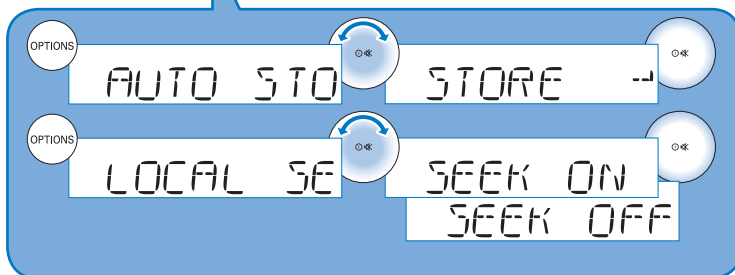 OPTIONS
AUTO STO
STORE
OPTIONS
LOCAL SE
SEEK ON
SEEK OFF